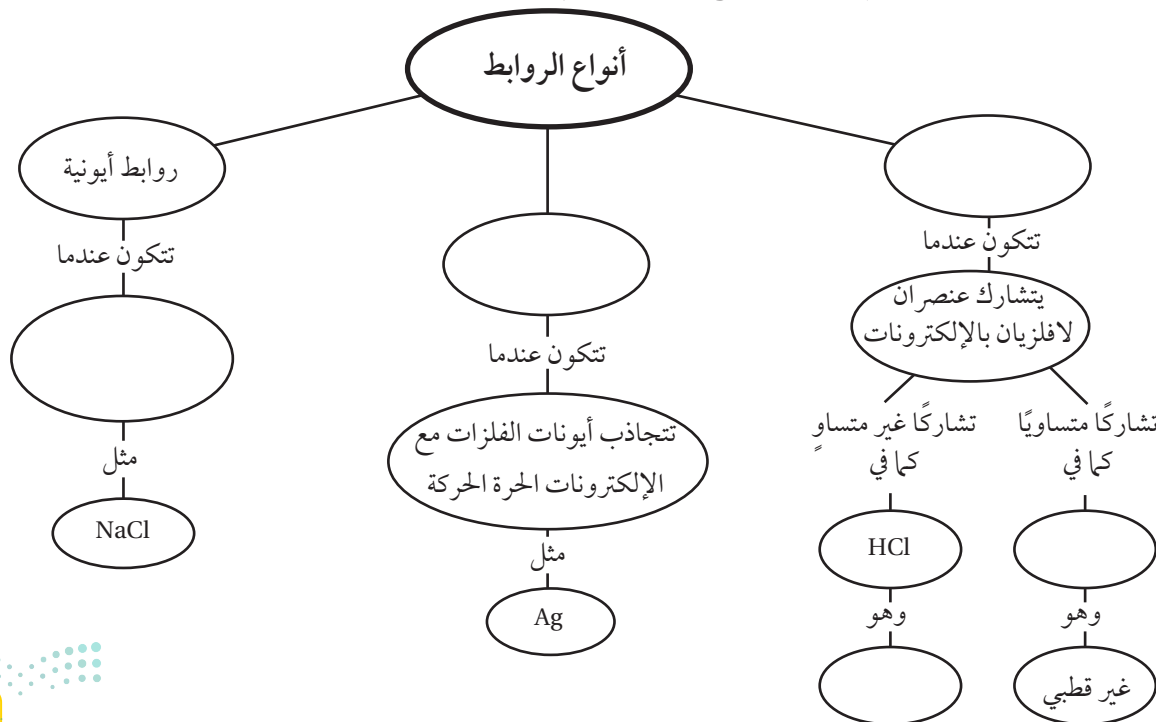 أنواع الروابط
روابط أيونية
تتكون عندما
تتكون عندما
يتشارك عنصران
لافلزيان بالإلكترونات
تتكون عندما
تشاركًا متساويًا
كما في
تشاركًا غير متساوٍ
كما في
تتجاذب أيونات الفلزات مع
الإلكترونات الحرة الحركة
مثل
NaCl
HCl
مثل
Ag
وهو
وهو
غير قطبي